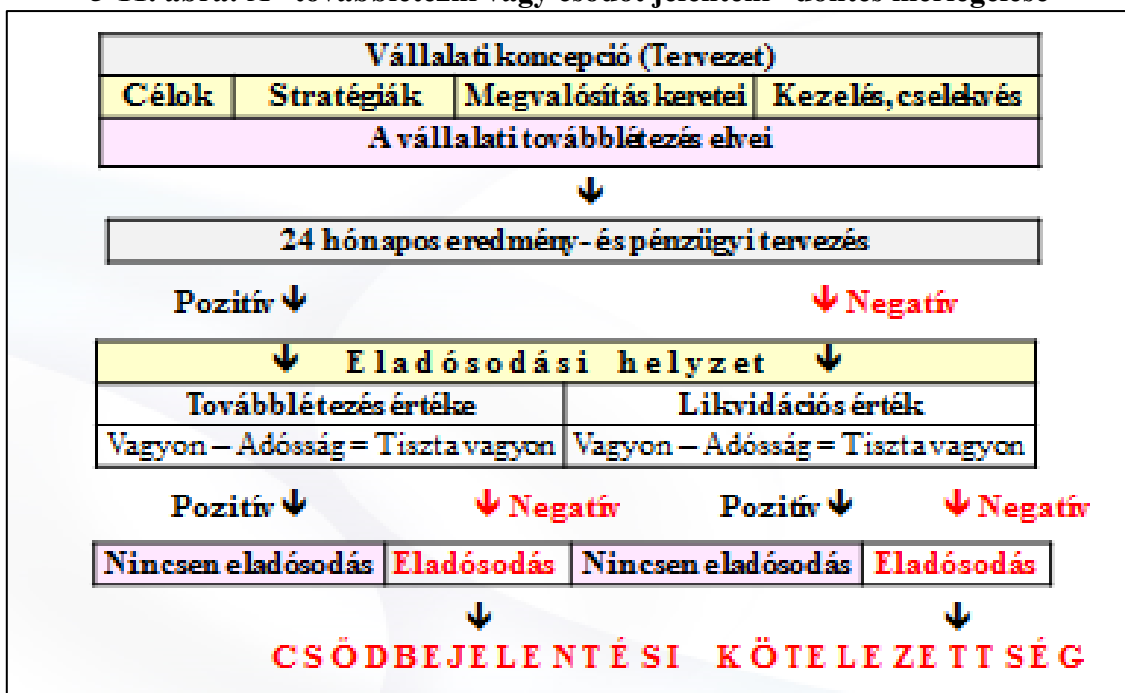 Vállalati koncepció (Tervezet)
Célok Stratégiák Megvalósítás keretei Kezelés, cselekvés
A vállalati továbblétezés elvei
24 hónapos eredmény- és pénzügyi tervezés
Pozitív Negatív
Eladósodási helyzet
Továbblétezés értéke Likvidációs érték
Vagyon – Adósság = Tiszta vagyon Vagyon – Adósság = Tiszta vagyon
Pozitív Negatív Pozitív Negatív
Nincsen eladósodás Eladósodás Nincsen eladósodás Eladósodás
CSŐDBEJELENTÉSI KÖTELEZETTSÉG